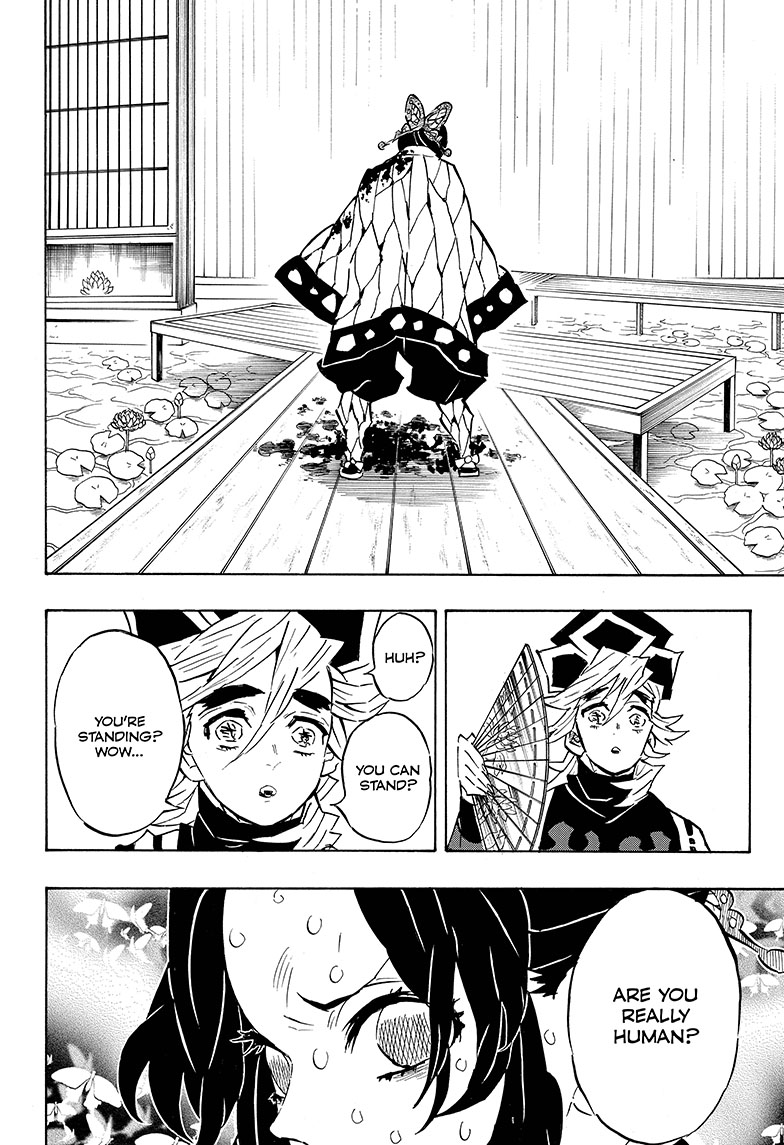 HUH?
YOU CAN
STAND?
YOU'RE
STANDING?
WOW...
ARE YOU
REALLY
HUMAN?